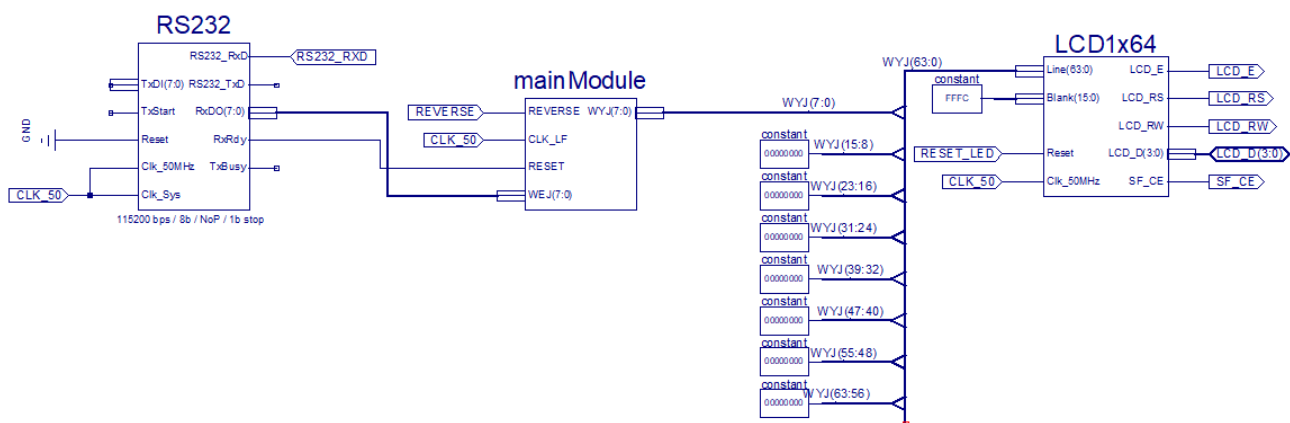 RS232
RS232_RxD
RS232_RXD
TxDI(7:0) RS232_TxD
TxStart RxDO(7:0)
GND
Reset RxRdy
Clk_50MHz TxBusy
CLK_50
Clk_Sys
115200 bps / 8b / NoP / 1b stop
mainModule
REVERSE
REVERSE WYJ(7:0)
CLK_50
CLK_LF
RESET
WEJ(7:0)
WYJ(7:0)
constant
00000000
WYJ(15:8)
constant
00000000
WYJ(23:16)
constant
00000000
WYJ(31:24)
constant
00000000
WYJ(39:32)
constant
00000000
WYJ(47:40)
constant
00000000
WYJ(55:48)
constant
00000000
WYJ(63:56)
WYJ(63:0)
constant
FFFC
LCD1x64
Line(63:0) LCD_E
LCD_E
Blank(15:0) LCD_RS
LCD_RS
LCD_RW
LCD_RW
RESET_LED
Reset LCD_D(3:0)
LCD_D(3:0)
CLK_50
Clk_50MHz SF_CE
SF_CE